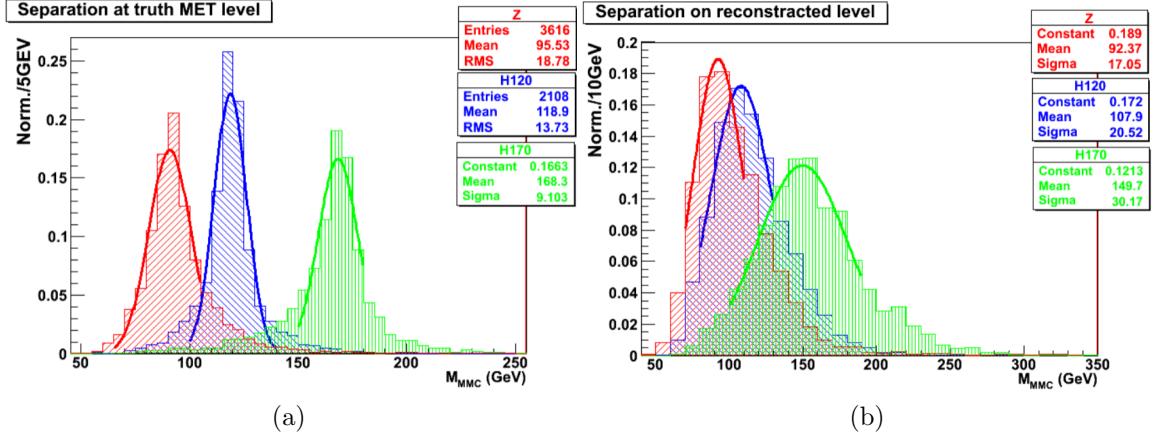 Separation at truth MET level
Norm./5GEV
0.25
0.2
0.15
0.1
0.05
0
50
100
150
200
250
M_MMC (GeV)
Z
Entries 3616
Mean 95.53
RMS 18.78
H120
Entries 2108
Mean 118.9
RMS 13.73
H170
Constant 0.1663
Mean 168.3
Sigma 9.103
(a)
Separation on reconstracted level
Norm./10GeV
0.2
0.18
0.16
0.14
0.12
0.1
0.08
0.06
0.04
0.02
0
50
100
150
200
250
300
350
M_MMC (GeV)
Z
Constant 0.189
Mean 92.37
Sigma 17.05
H120
Constant 0.172
Mean 107.9
Sigma 20.52
H170
Constant 0.1213
Mean 149.7
Sigma 30.17
(b)